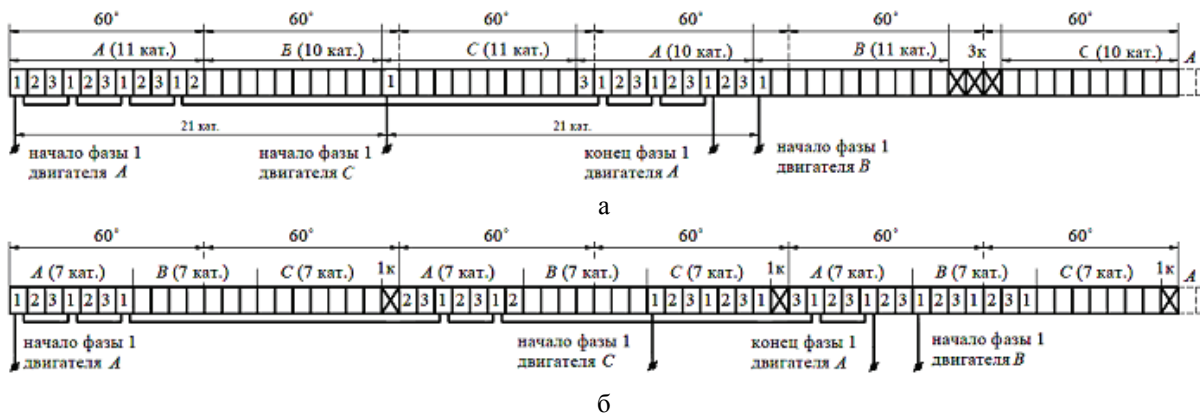 60˚ 60˚ 60˚ 60˚ 60˚ 60˚
A (11 кат.) Б (10 кат.) C (11 кат.) A (10 кат.) B (11 кат.) 3к C (10 кат.) A
1 2 3 1 2 3 1 2 3 1 2 1 3 1 2 3 1 2 3 1 2 3 1
21 кат. 21 кат.
начало фазы 1 начало фазы 1 конец фазы 1 начало фазы 1
двигателя A двигателя C двигателя A двигателя B
а
60˚ 60˚ 60˚ 60˚ 60˚ 60˚
A (7 кат.) B (7 кат.) C (7 кат.) 1к A (7 кат.) B (7 кат.) C (7 кат.) 1к A (7 кат.) B (7 кат.) C (7 кат.) 1к A
1 2 3 1 2 3 1 2 3 1 2 3 1 2 1 2 3 1 2 3 1 3 1 2 3 1 2 3 1 2 3 1 2 3 1
начало фазы 1 начало фазы 1 конец фазы 1 начало фазы 1
двигателя A двигателя C двигателя A двигателя B
б